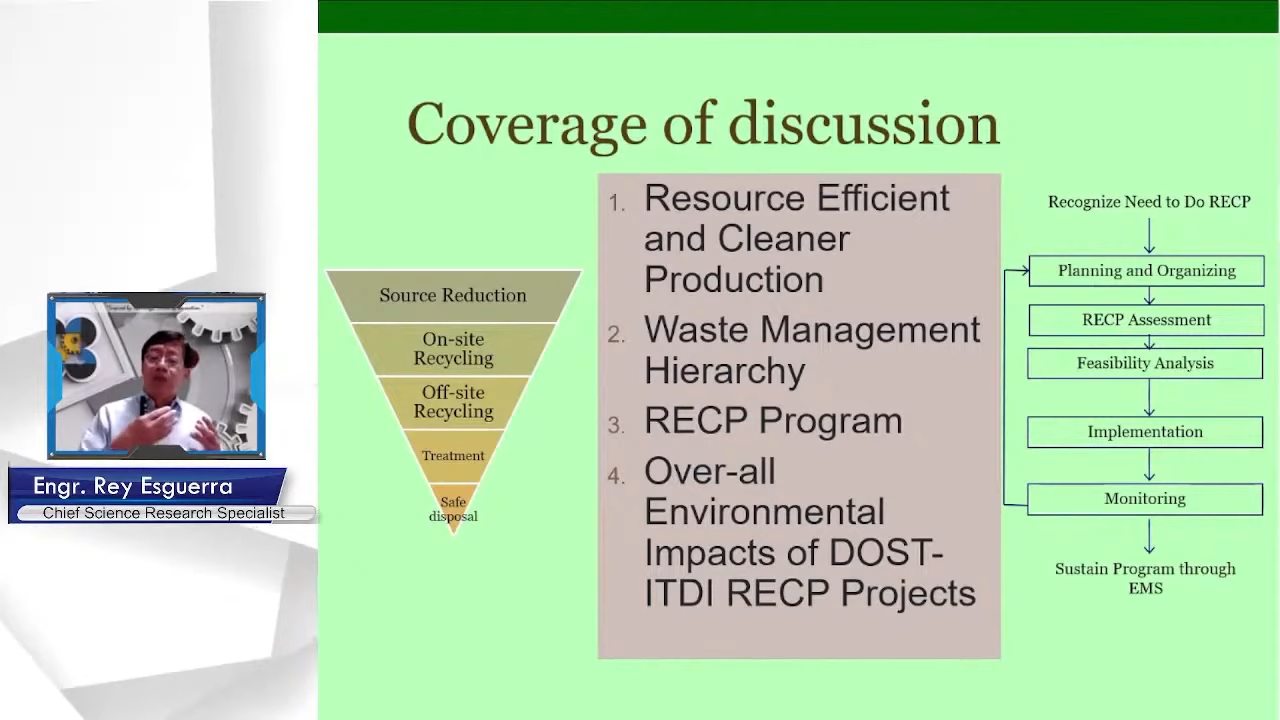 Coverage of discussion
Source Reduction
On-site
Recycling
Off-site
Recycling
Treatment
Safe
disposal
1. Resource Efficient
and Cleaner
Production
2. Waste Management
Hierarchy
3. RECP Program
4. Over-all
Environmental
Impacts of DOST-
ITDI RECP Projects
Recognize Need to Do RECP
Planning and Organizing
RECP Assessment
Feasibility Analysis
Implementation
Monitoring
Sustain Program through
EMS
Engr. Rey Esguerra
Chief Science Research Specialist